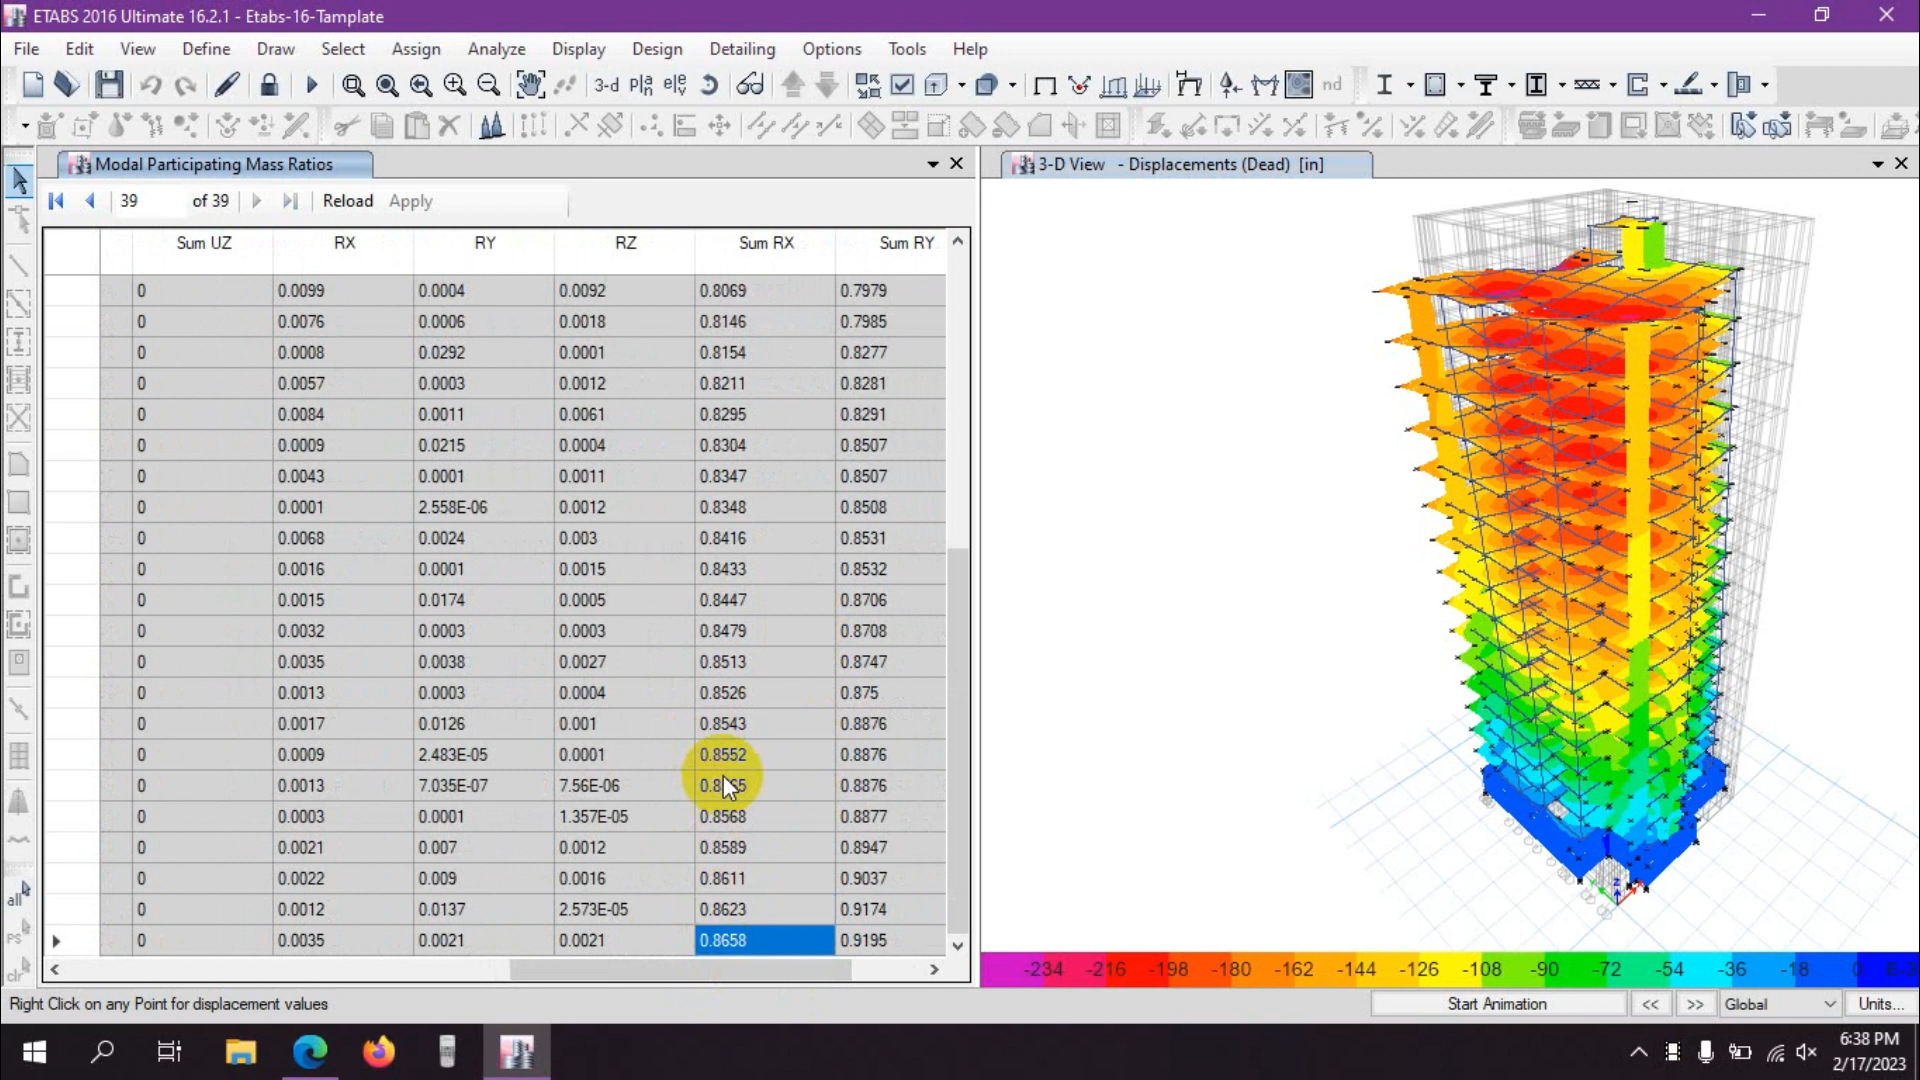 ETABS 2016 Ultimate 16.2.1 - Etabs-16-Tamplate
File Edit View Define Draw Select Assign Analyze Display Design Detailing Options Tools Help
3-d nd
Modal Participating Mass Ratios
3-D View - Displacements (Dead) [in]
39 of 39 Reload Apply
Sum UZ RX RY RZ Sum RX Sum RY
0 0.0099 0.0004 0.0092 0.8069 0.7979
0 0.0076 0.0006 0.0018 0.8146 0.7985
0 0.0008 0.0292 0.0001 0.8154 0.8277
0 0.0057 0.0003 0.0012 0.8211 0.8281
0 0.0084 0.0011 0.0061 0.8295 0.8291
0 0.0009 0.0215 0.0004 0.8304 0.8507
0 0.0043 0.0001 0.0011 0.8347 0.8507
0 0.0001 2.558E-06 0.0012 0.8348 0.8508
0 0.0068 0.0024 0.003 0.8416 0.8531
0 0.0016 0.0001 0.0015 0.8433 0.8532
0 0.0015 0.0174 0.0005 0.8447 0.8706
0 0.0032 0.0003 0.0003 0.8479 0.8708
0 0.0035 0.0038 0.0027 0.8513 0.8747
0 0.0013 0.0003 0.0004 0.8526 0.875
0 0.0017 0.0126 0.001 0.8543 0.8876
0 0.0009 2.483E-05 0.0001 0.8552 0.8876
0 0.0013 7.035E-07 7.56E-06 0.8876
0 0.0003 0.0001 1.357E-05 0.8568 0.8877
0 0.0021 0.007 0.0012 0.8589 0.8947
0 0.0022 0.009 0.0016 0.8611 0.9037
0 0.0012 0.0137 2.573E-05 0.8623 0.9174
0 0.0035 0.0021 0.0021 0.8658 0.9195
all
PS
clr
-234 -216 -198 -180 -162 -144 -126 -108 -90 -72 -54 -36 -18 0 E-3
Right Click on any Point for displacement values
Start Animation << >> Global Units...
6:38 PM
2/17/2023